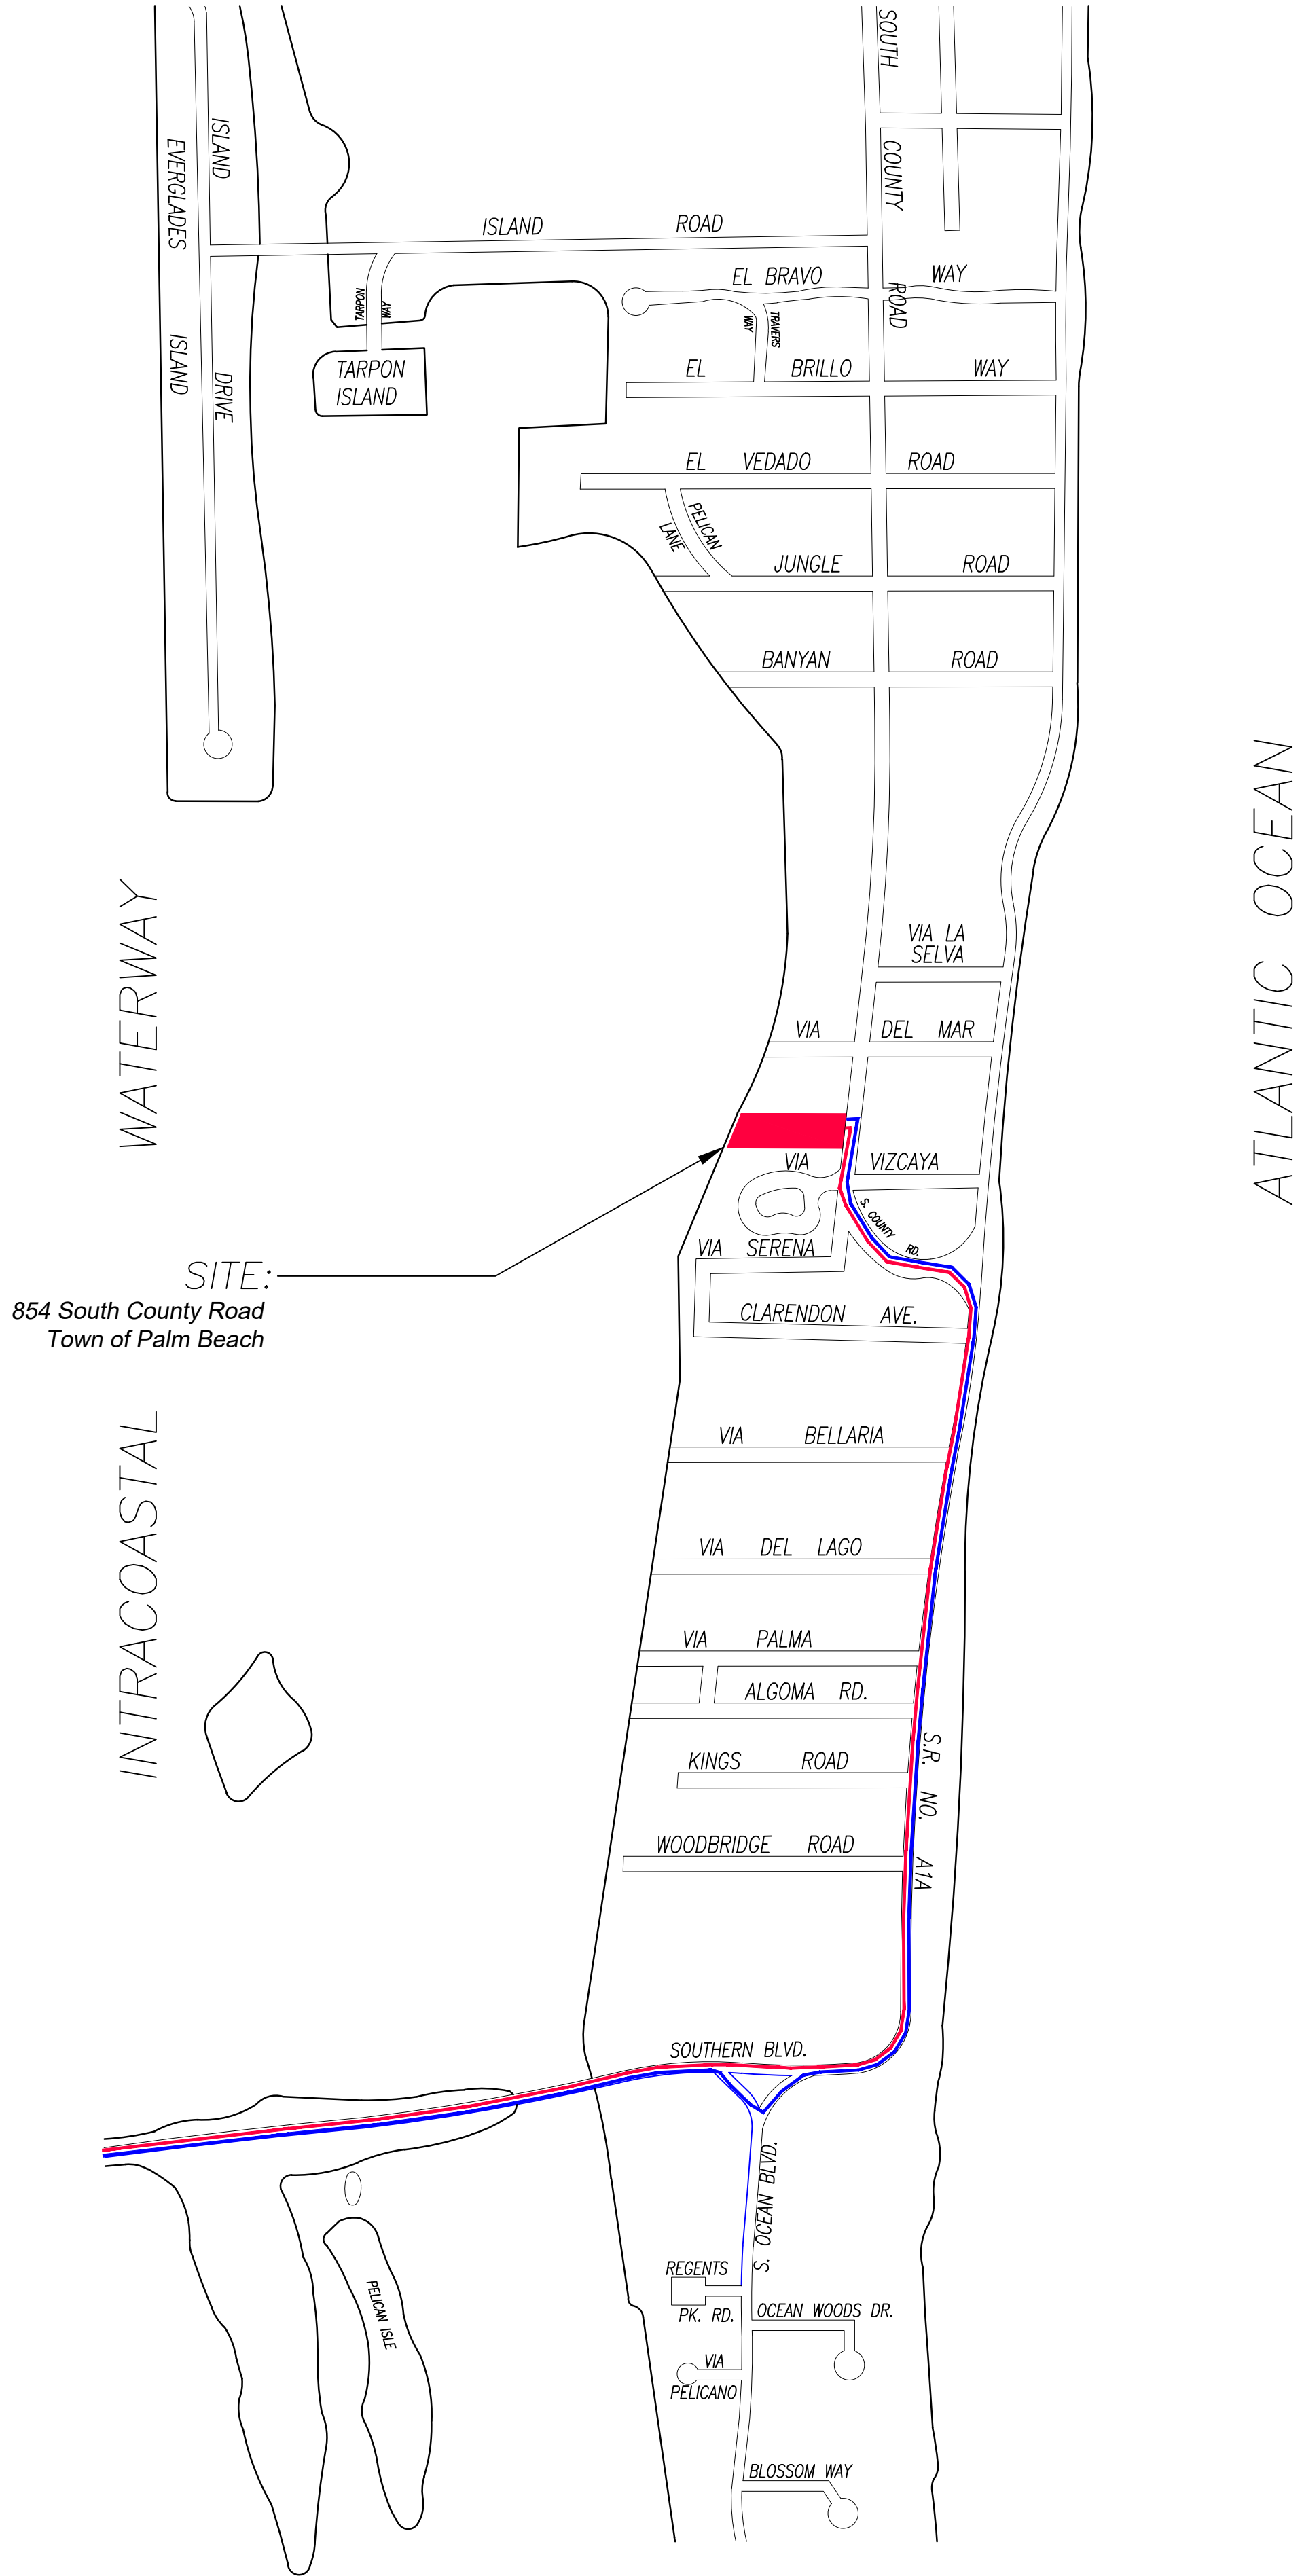 SOUTH
COUNTY
ROAD
ISLAND
EVERGLADES
ISLAND
DRIVE
ISLAND ROAD
TARPON
WAY
TARPON
ISLAND
EL BRAVO WAY
TRAVERS
WAY
EL BRILLO WAY
EL VEDADO ROAD
PELICAN
LANE
JUNGLE ROAD
BANYAN ROAD
ATLANTIC OCEAN
WATERWAY
VIA LA
SELVA
VIA DEL MAR
VIA VIZCAYA
S. COUNTY RD.
VIA SERENA
SITE:
854 South County Road
Town of Palm Beach
CLARENDON AVE.
INTRACOASTAL
VIA BELLARIA
VIA DEL LAGO
VIA PALMA
ALGOMA RD.
KINGS ROAD
S.R. NO. A1A
WOODBRIDGE ROAD
SOUTHERN BLVD.
S. OCEAN BLVD.
REGENTS
PK. RD.
OCEAN WOODS DR.
PELICAN ISLE
VIA
PELICANO
BLOSSOM WAY